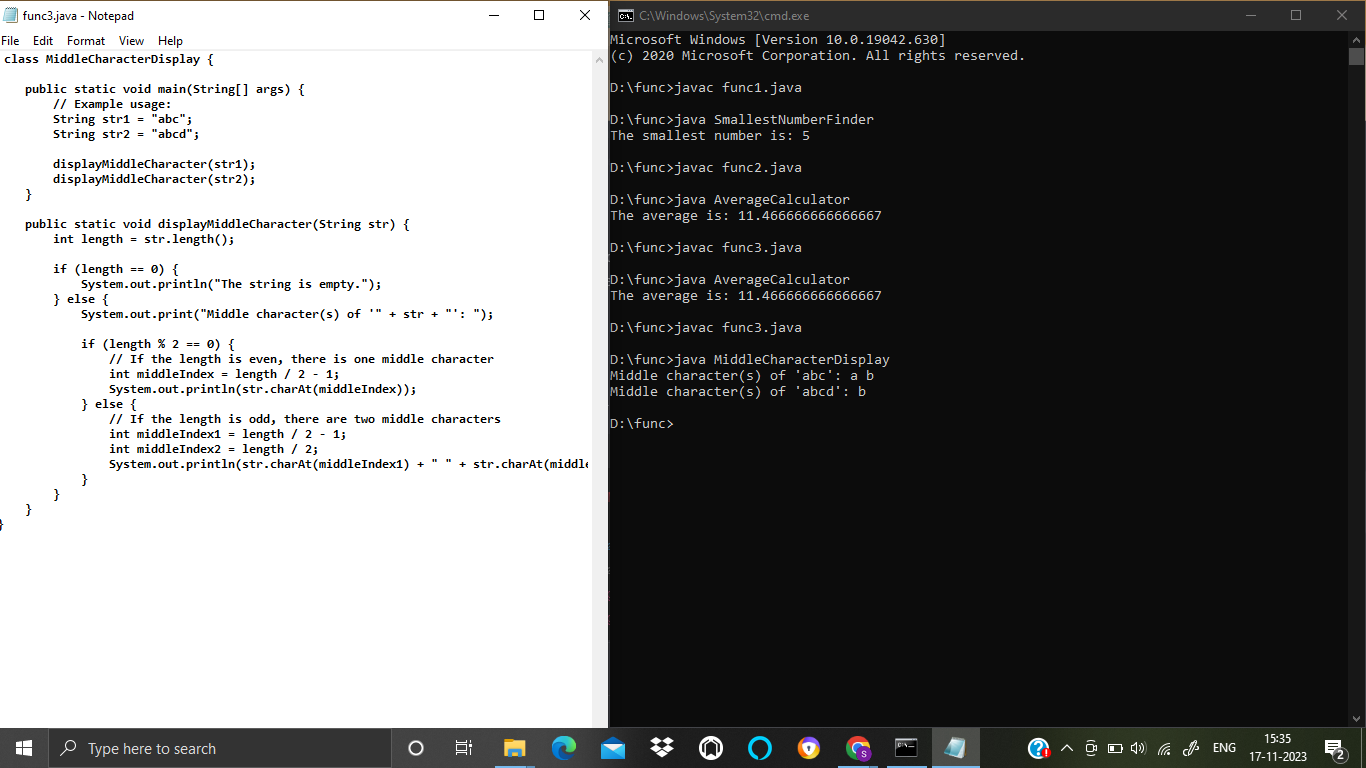 func3.java - Notepad
File Edit Format View Help
class MiddleCharacterDisplay {
public static void main(String[] args) {
// Example usage:
String str1 = "abc";
String str2 = "abcd";
displayMiddleCharacter(str1);
displayMiddleCharacter(str2);
}
public static void displayMiddleCharacter(String str) {
int length = str.length();
if (length == 0) {
System.out.println("The string is empty.");
} else {
System.out.print("Middle character(s) of '" + str + "': ");
if (length % 2 == 0) {
// If the length is even, there is one middle character
int middleIndex = length / 2 - 1;
System.out.println(str.charAt(middleIndex));
} else {
// If the length is odd, there are two middle characters
int middleIndex1 = length / 2 - 1;
int middleIndex2 = length / 2;
System.out.println(str.charAt(middleIndex1) + " " + str.charAt(middle
}
}
}
}
C:\Windows\System32\cmd.exe
Microsoft Windows [Version 10.0.19042.630]
(c) 2020 Microsoft Corporation. All rights reserved.
D:\func>javac func1.java
D:\func>java SmallestNumberFinder
The smallest number is: 5
D:\func>javac func2.java
D:\func>java AverageCalculator
The average is: 11.466666666666667
D:\func>javac func3.java
D:\func>java AverageCalculator
The average is: 11.466666666666667
D:\func>javac func3.java
D:\func>java MiddleCharacterDisplay
Middle character(s) of 'abc': a b
Middle character(s) of 'abcd': b
D:\func>
Type here to search
S
ENG
15:35
17-11-2023
2